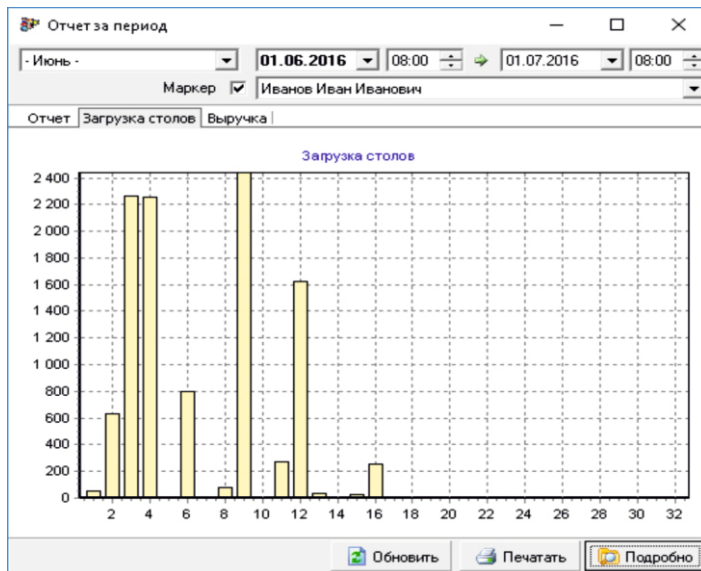 Отчет за период
- Июнь - 01.06.2016 08:00 01.07.2016 08:00
Маркер Иванов Иван Иванович
Отчет Загрузка столов Выручка
Загрузка столов
2 400
2 200
2 000
1 800
1 600
1 400
1 200
1 000
800
600
400
200
0
2 4 6 8 10 12 14 16 18 20 22 24 26 28 30 32
Обновить Печатать Подробно